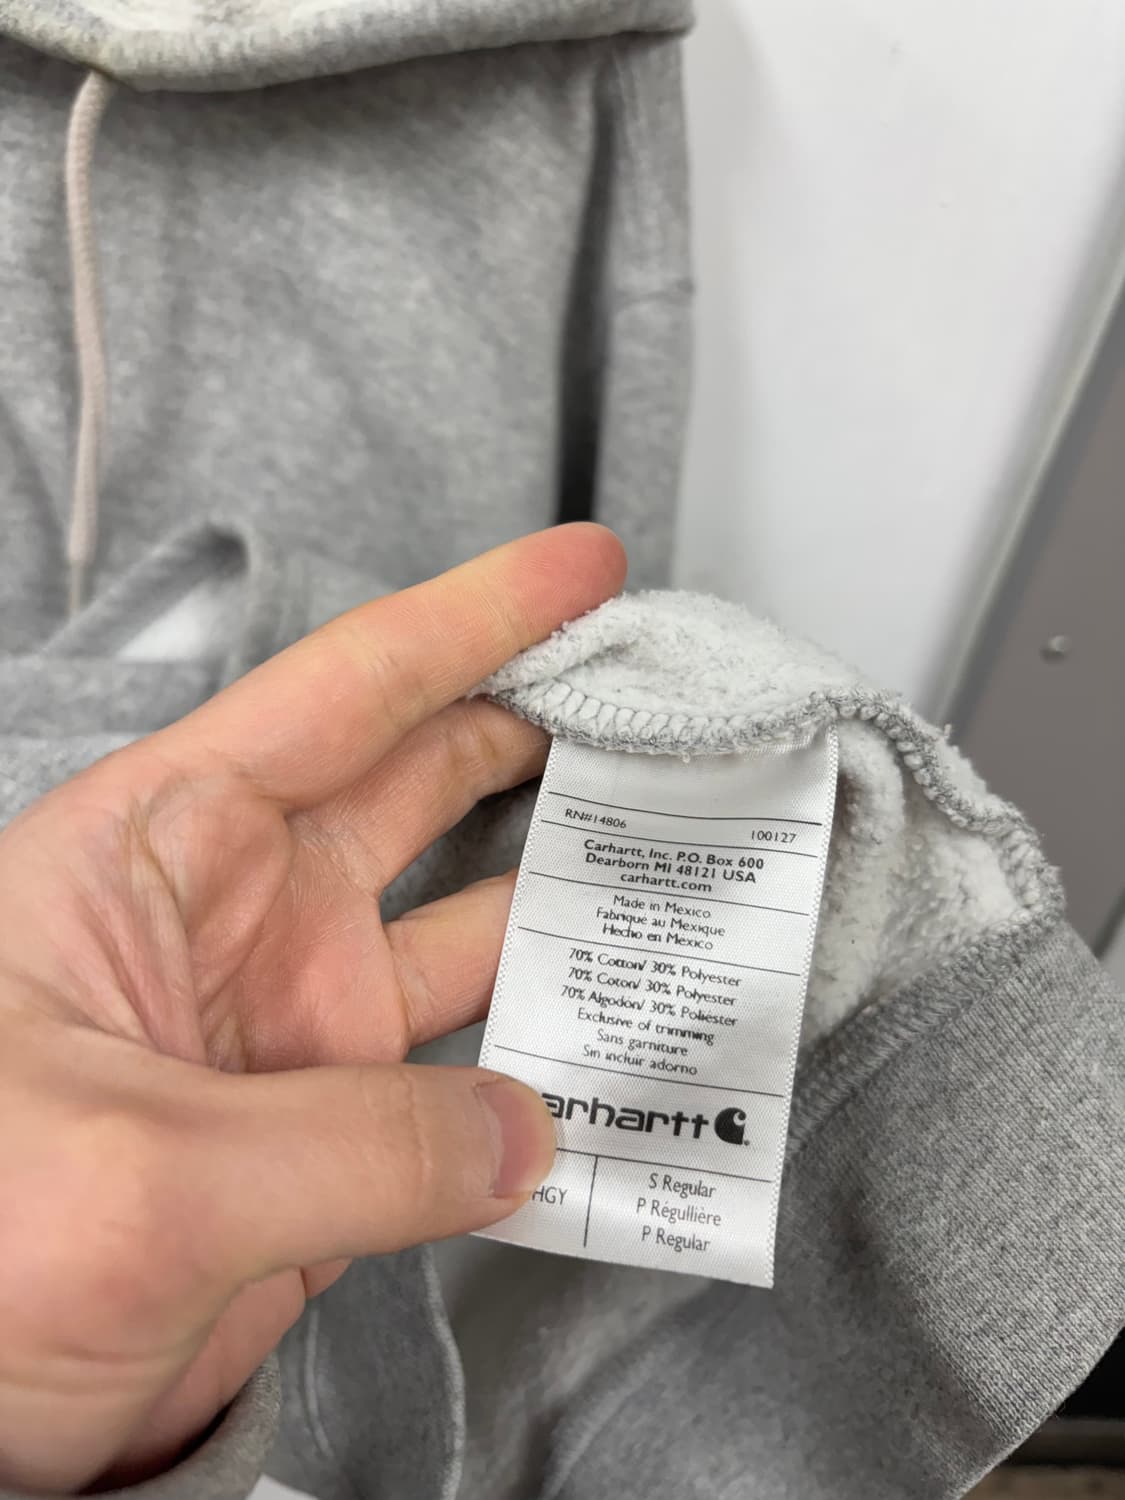 RN#14806 100127
Carhartt, Inc. P.O. Box 600
Dearborn MI 48121 USA
carhartt.com
Made in Mexico
Fabriqué au Mexique
Hecho en México
70% Cotton/ 30% Polyester
70% Coton/ 30% Polyester
70% Algodón/ 30% Poliéster
Exclusive of trimming
Sans garniture
Sin incluir adorno
arhartt
HGY
S Regular
P Régullière
P Regular